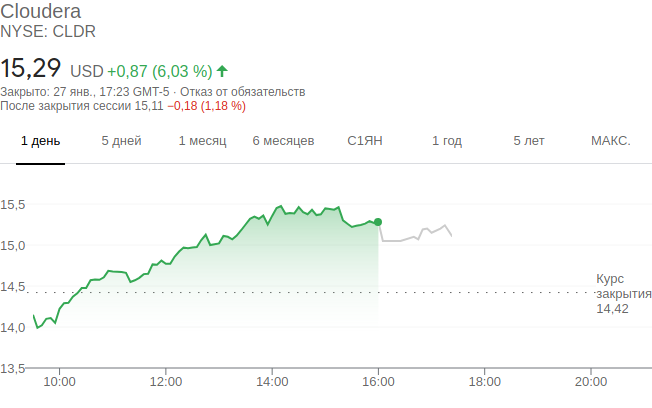 Cloudera
NYSE: CLDR
15,29 USD +0,87 (6,03 %)
Закрыто: 27 янв., 17:23 GMT-5 · Отказ от обязательств
После закрытия сессии 15,11 −0,18 (1,18 %)
1 день 5 дней 1 месяц 6 месяцев С1ЯН 1 год 5 лет МАКС.
15,5
15,0
14,5
14,0
13,5
Курс
закрытия
14,42
10:00 12:00 14:00 16:00 18:00 20:00